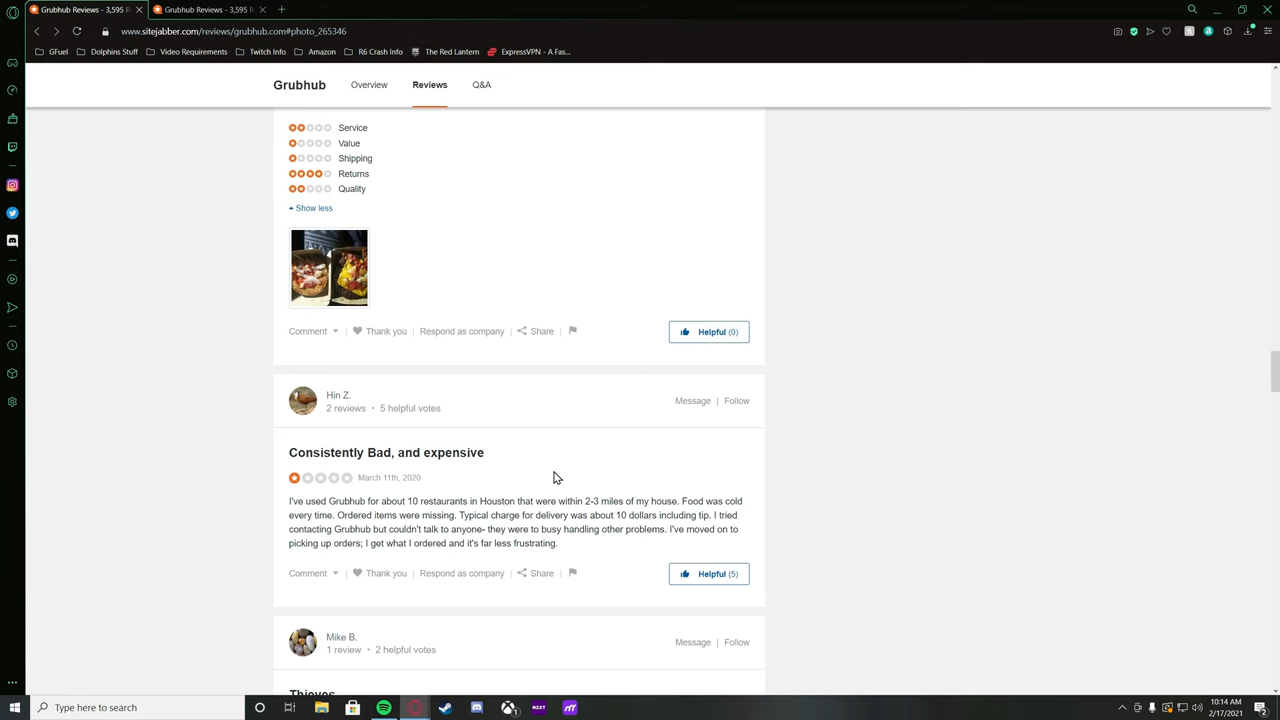 Grubhub Reviews - 3,595 R
Grubhub Reviews - 3,595 R
www.sitejabber.com/reviews/grubhub.com#photo_265346
GFuel
Dolphins Stuff
Video Requirements
Twitch Info
Amazon
R6 Crash Info
The Red Lantern
ExpressVPN - A Fas...
Grubhub
Overview
Reviews
Q&A
Service
Value
Shipping
Returns
Quality
Show less
Comment
Thank you
Respond as company
Share
Helpful (0)
Hin Z.
2 reviews • 5 helpful votes
Message | Follow
Consistently Bad, and expensive
March 11th, 2020
I've used Grubhub for about 10 restaurants in Houston that were within 2-3 miles of my house. Food was cold
every time. Ordered items were missing. Typical charge for delivery was about 10 dollars including tip. I tried
contacting Grubhub but couldn't talk to anyone- they were to busy handling other problems. I've moved on to
picking up orders; I get what I ordered and it's far less frustrating.
Comment
Thank you
Respond as company
Share
Helpful (5)
Mike B.
1 review • 2 helpful votes
Message | Follow
Thieves
Type here to search
NZXT
10:14 AM
2/17/2021
2